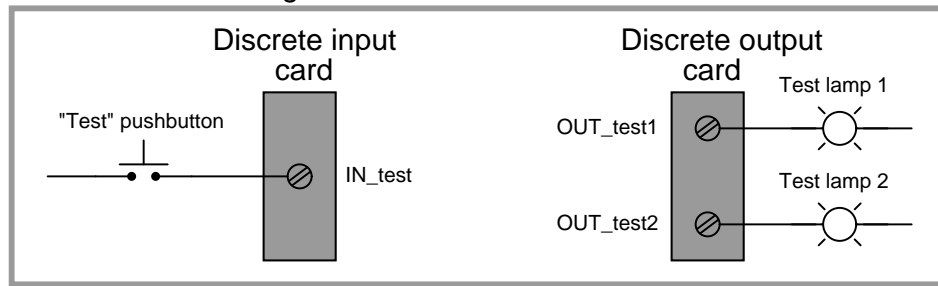 Discrete input
card
"Test" pushbutton
IN_test
Discrete output
card
Test lamp 1
OUT_test1
Test lamp 2
OUT_test2